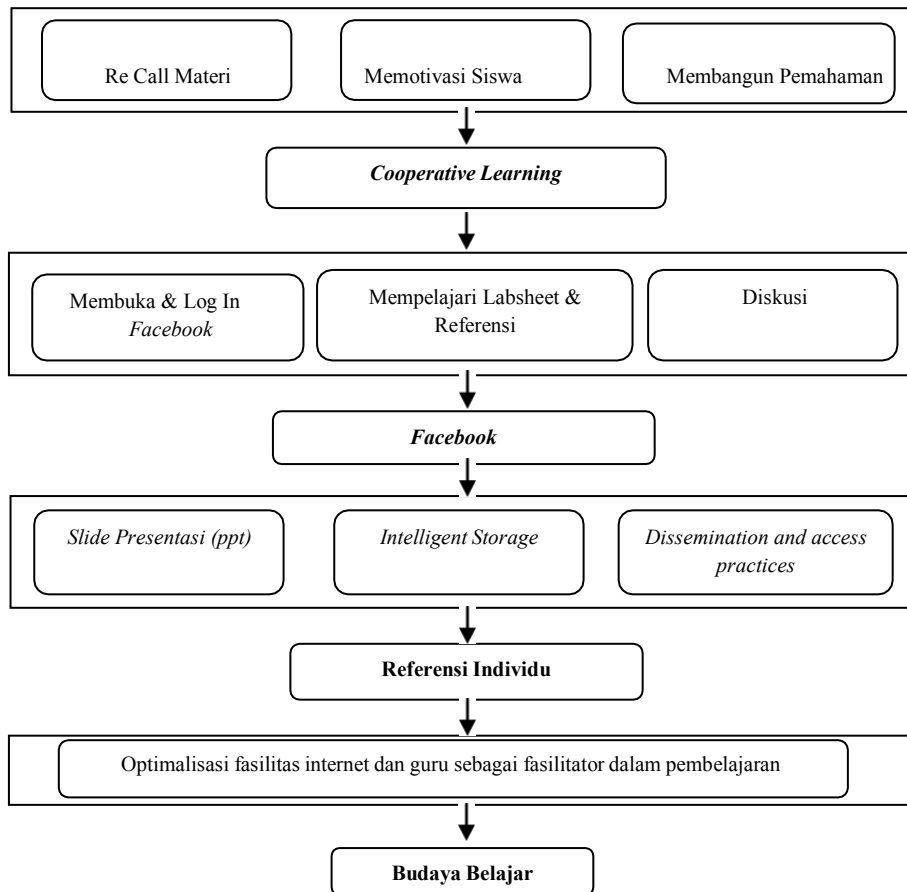 Re Call Materi
Memotivasi Siswa
Membangun Pemahaman
Cooperative Learning
Membuka & Log In
Facebook
Mempelajari Labsheet &
Referensi
Diskusi
Facebook
Slide Presentasi (ppt)
Intelligent Storage
Dissemination and access
practices
Referensi Individu
Optimalisasi fasilitas internet dan guru sebagai fasilitator dalam pembelajaran
Budaya Belajar